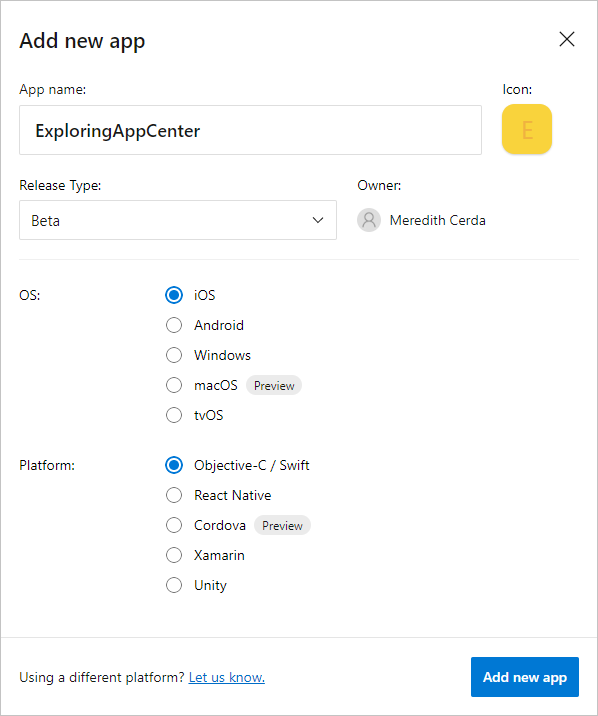 Add new app
App name:
Icon:
ExploringAppCenter
E
Release Type:
Owner:
Beta
Meredith Cerda
OS:
iOS
Android
Windows
macOS Preview
tvOS
Platform:
Objective-C / Swift
React Native
Cordova Preview
Xamarin
Unity
Using a different platform? Let us know.
Add new app